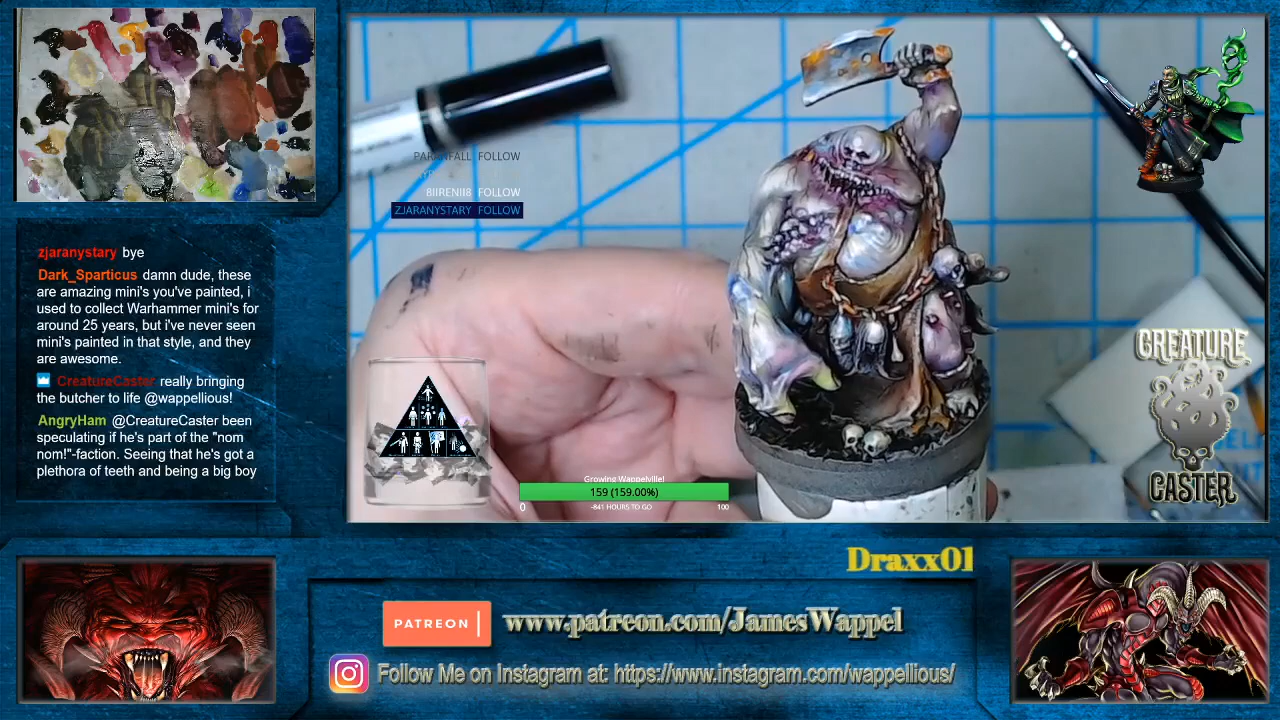 PARANFALL FOLLOW
BIIRENII8 FOLLOW
ZJARANYSTARY FOLLOW
zjaranystary bye
Dark_Sparticus damn dude, these
are amazing mini's you've painted, i
used to collect Warhammer mini's for
around 25 years, but i've never seen
mini's painted in that style, and they
are awesome.
CreatureCaster really bringing
the butcher to life @wappellious!
AngryHam @CreatureCaster been
speculating if he's part of the "nom
nom!"-faction. Seeing that he's got a
plethora of teeth and being a big boy
CREATURE
CASTER
Growing Wappelville!
159 (159.00%)
0 -841 HOURS TO GO 100
Draxx01
PATREON www.patreon.com/JamesWappel
Follow Me on Instagram at: https://www.instagram.com/wappellious/